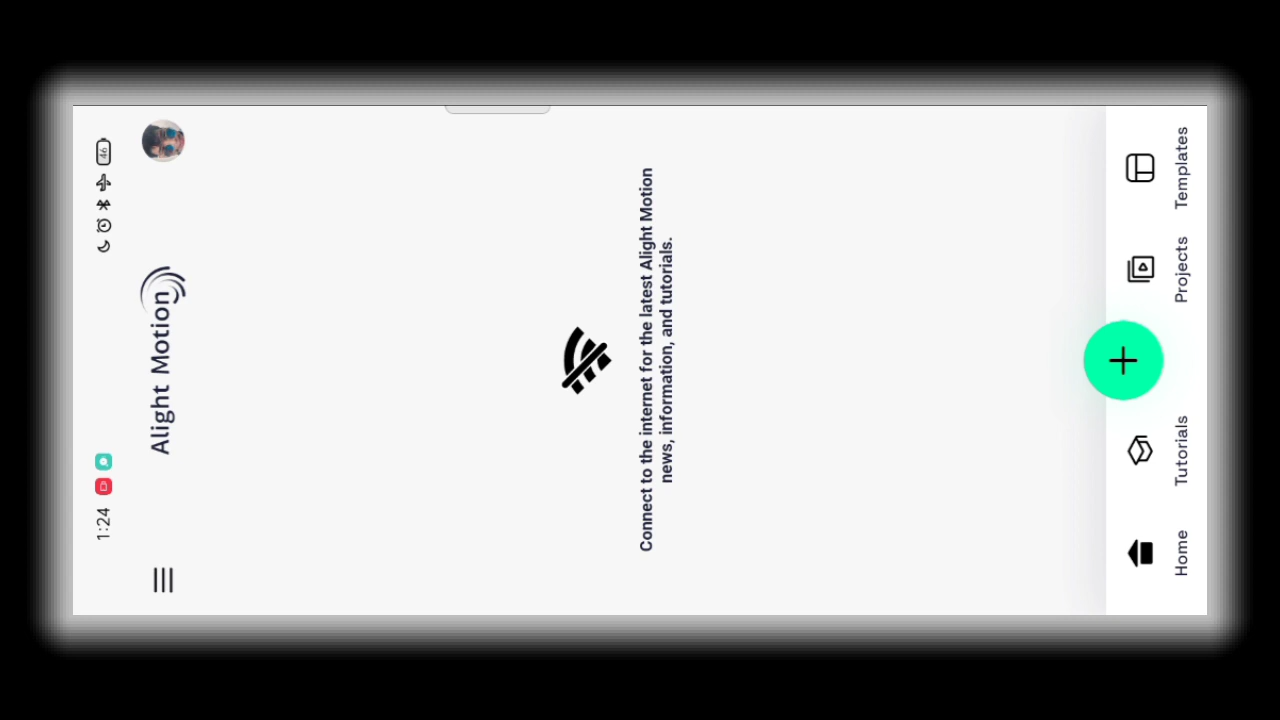 1:24
46
Alight Motion
Connect to the internet for the latest Alight Motion
news, information, and tutorials.
Home
Tutorials
Projects
Templates